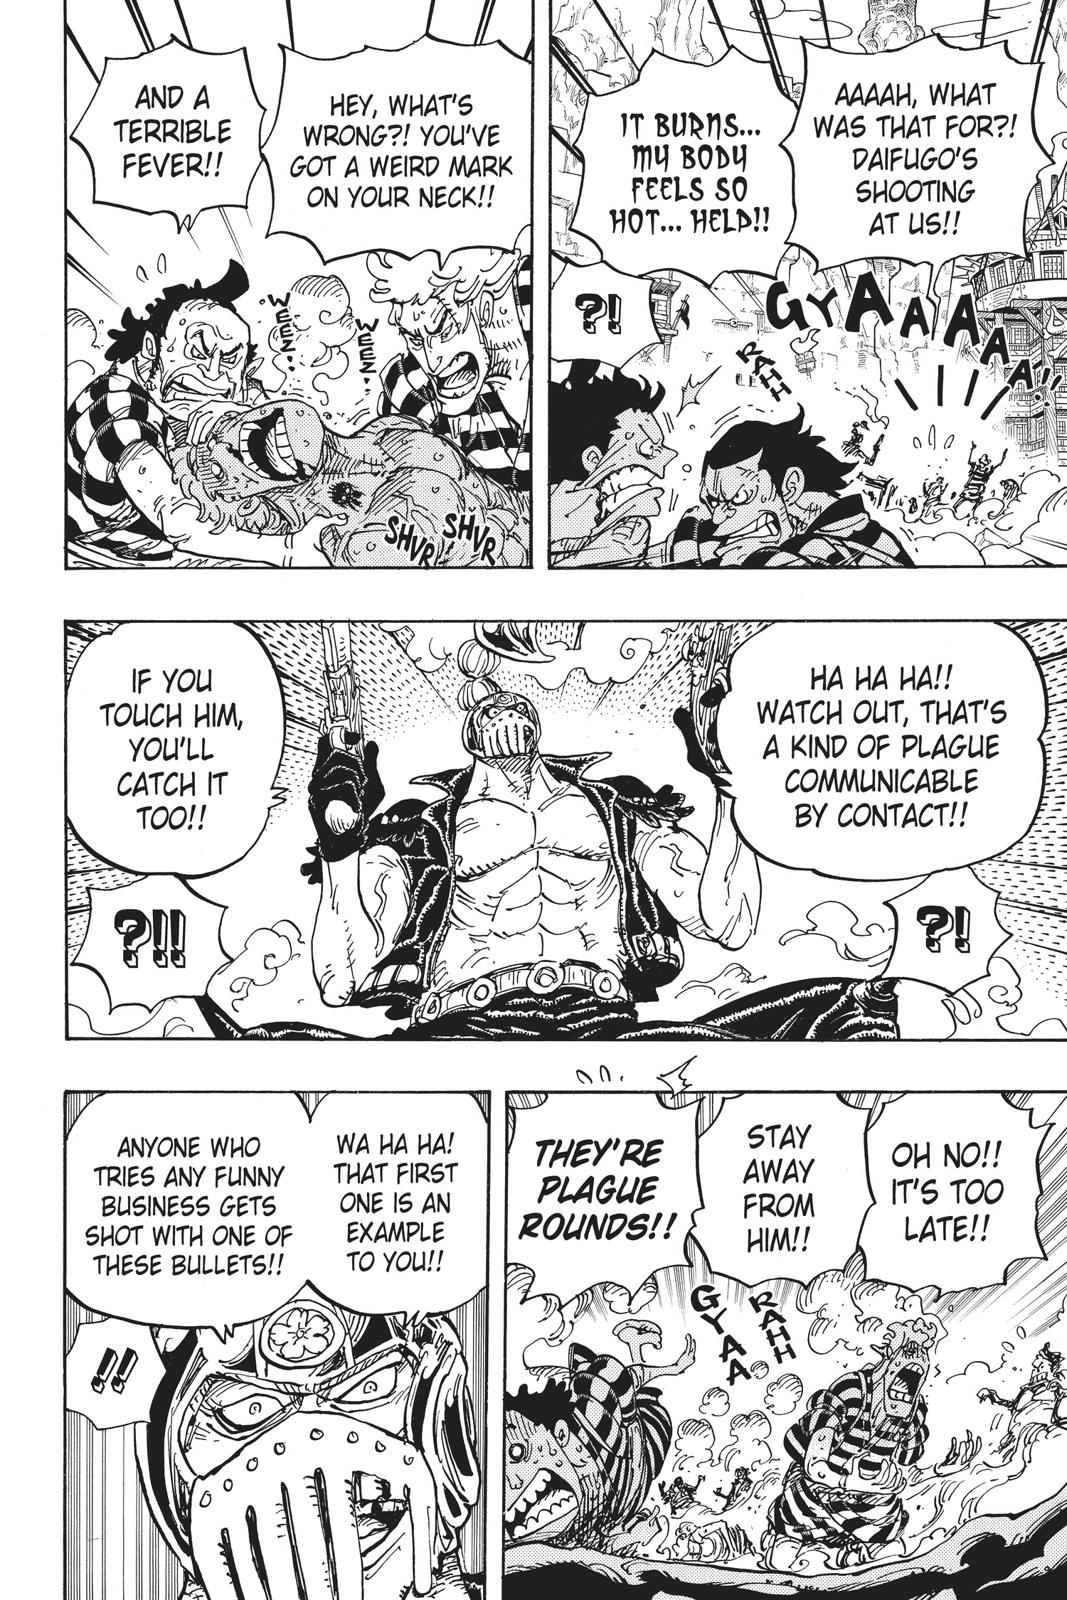 AAAAH, WHAT
WAS THAT FOR?!
DAIFUGO'S
SHOOTING
AT US!!
IT BURNS...
MY BODY
FEELS SO
HOT... HELP!!
?!
GYAAAAAA!!
RAHH
HEY, WHAT'S
WRONG?! YOU'VE
GOT A WEIRD MARK
ON YOUR NECK!!
AND A
TERRIBLE
FEVER!!
WEEZ
WEEZ
SHVR
SHVR
HA HA HA!!
WATCH OUT, THAT'S
A KIND OF PLAGUE
COMMUNICABLE
BY CONTACT!!
?!
IF YOU
TOUCH HIM,
YOU'LL
CATCH IT
TOO!!
?!!
OH NO!!
IT'S TOO
LATE!!
STAY
AWAY
FROM
HIM!!
THEY'RE
PLAGUE
ROUNDS!!
RAHH
GYAA
WA HA HA!
THAT FIRST
ONE IS AN
EXAMPLE
TO YOU!!
ANYONE WHO
TRIES ANY FUNNY
BUSINESS GETS
SHOT WITH ONE OF
THESE BULLETS!!
!!